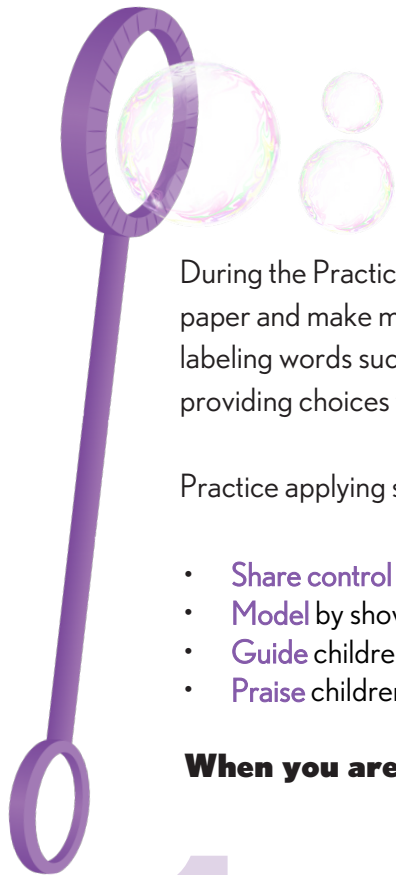 During the Practic
paper and make m
labeling words suc
providing choices
Practice applying s
• Share control
• Model by shov
• Guide childre
• Praise children
When you are